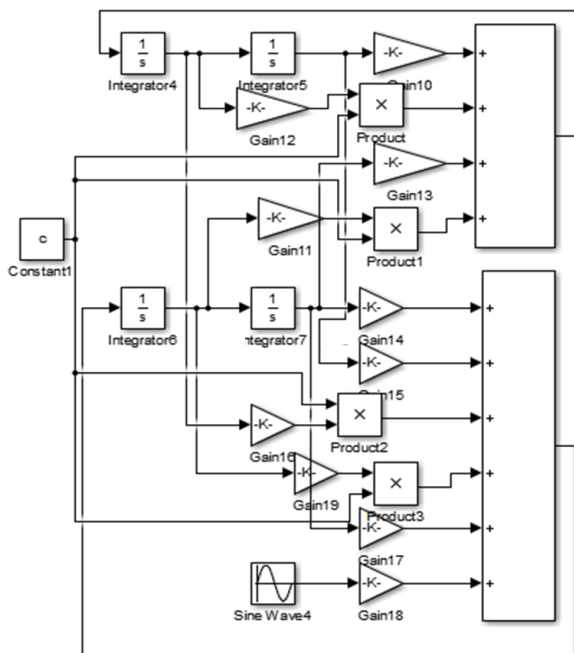 1
s
Integrator4
1
s
Integrator5
-K-
Gain10
-K-
Gain12
×
Product
-K-
Gain13
-K-
Gain11
×
Product1
+
+
+
+
c
Constant1
1
s
Integrator6
1
s
ntegrator7
-K-
Gain14
-K-
Gain15
×
Product2
-K-
Gain16
-K-
Gain19
×
Product3
-K-
Gain17
Sine Wave4
-K-
Gain18
+
+
+
+
+
+